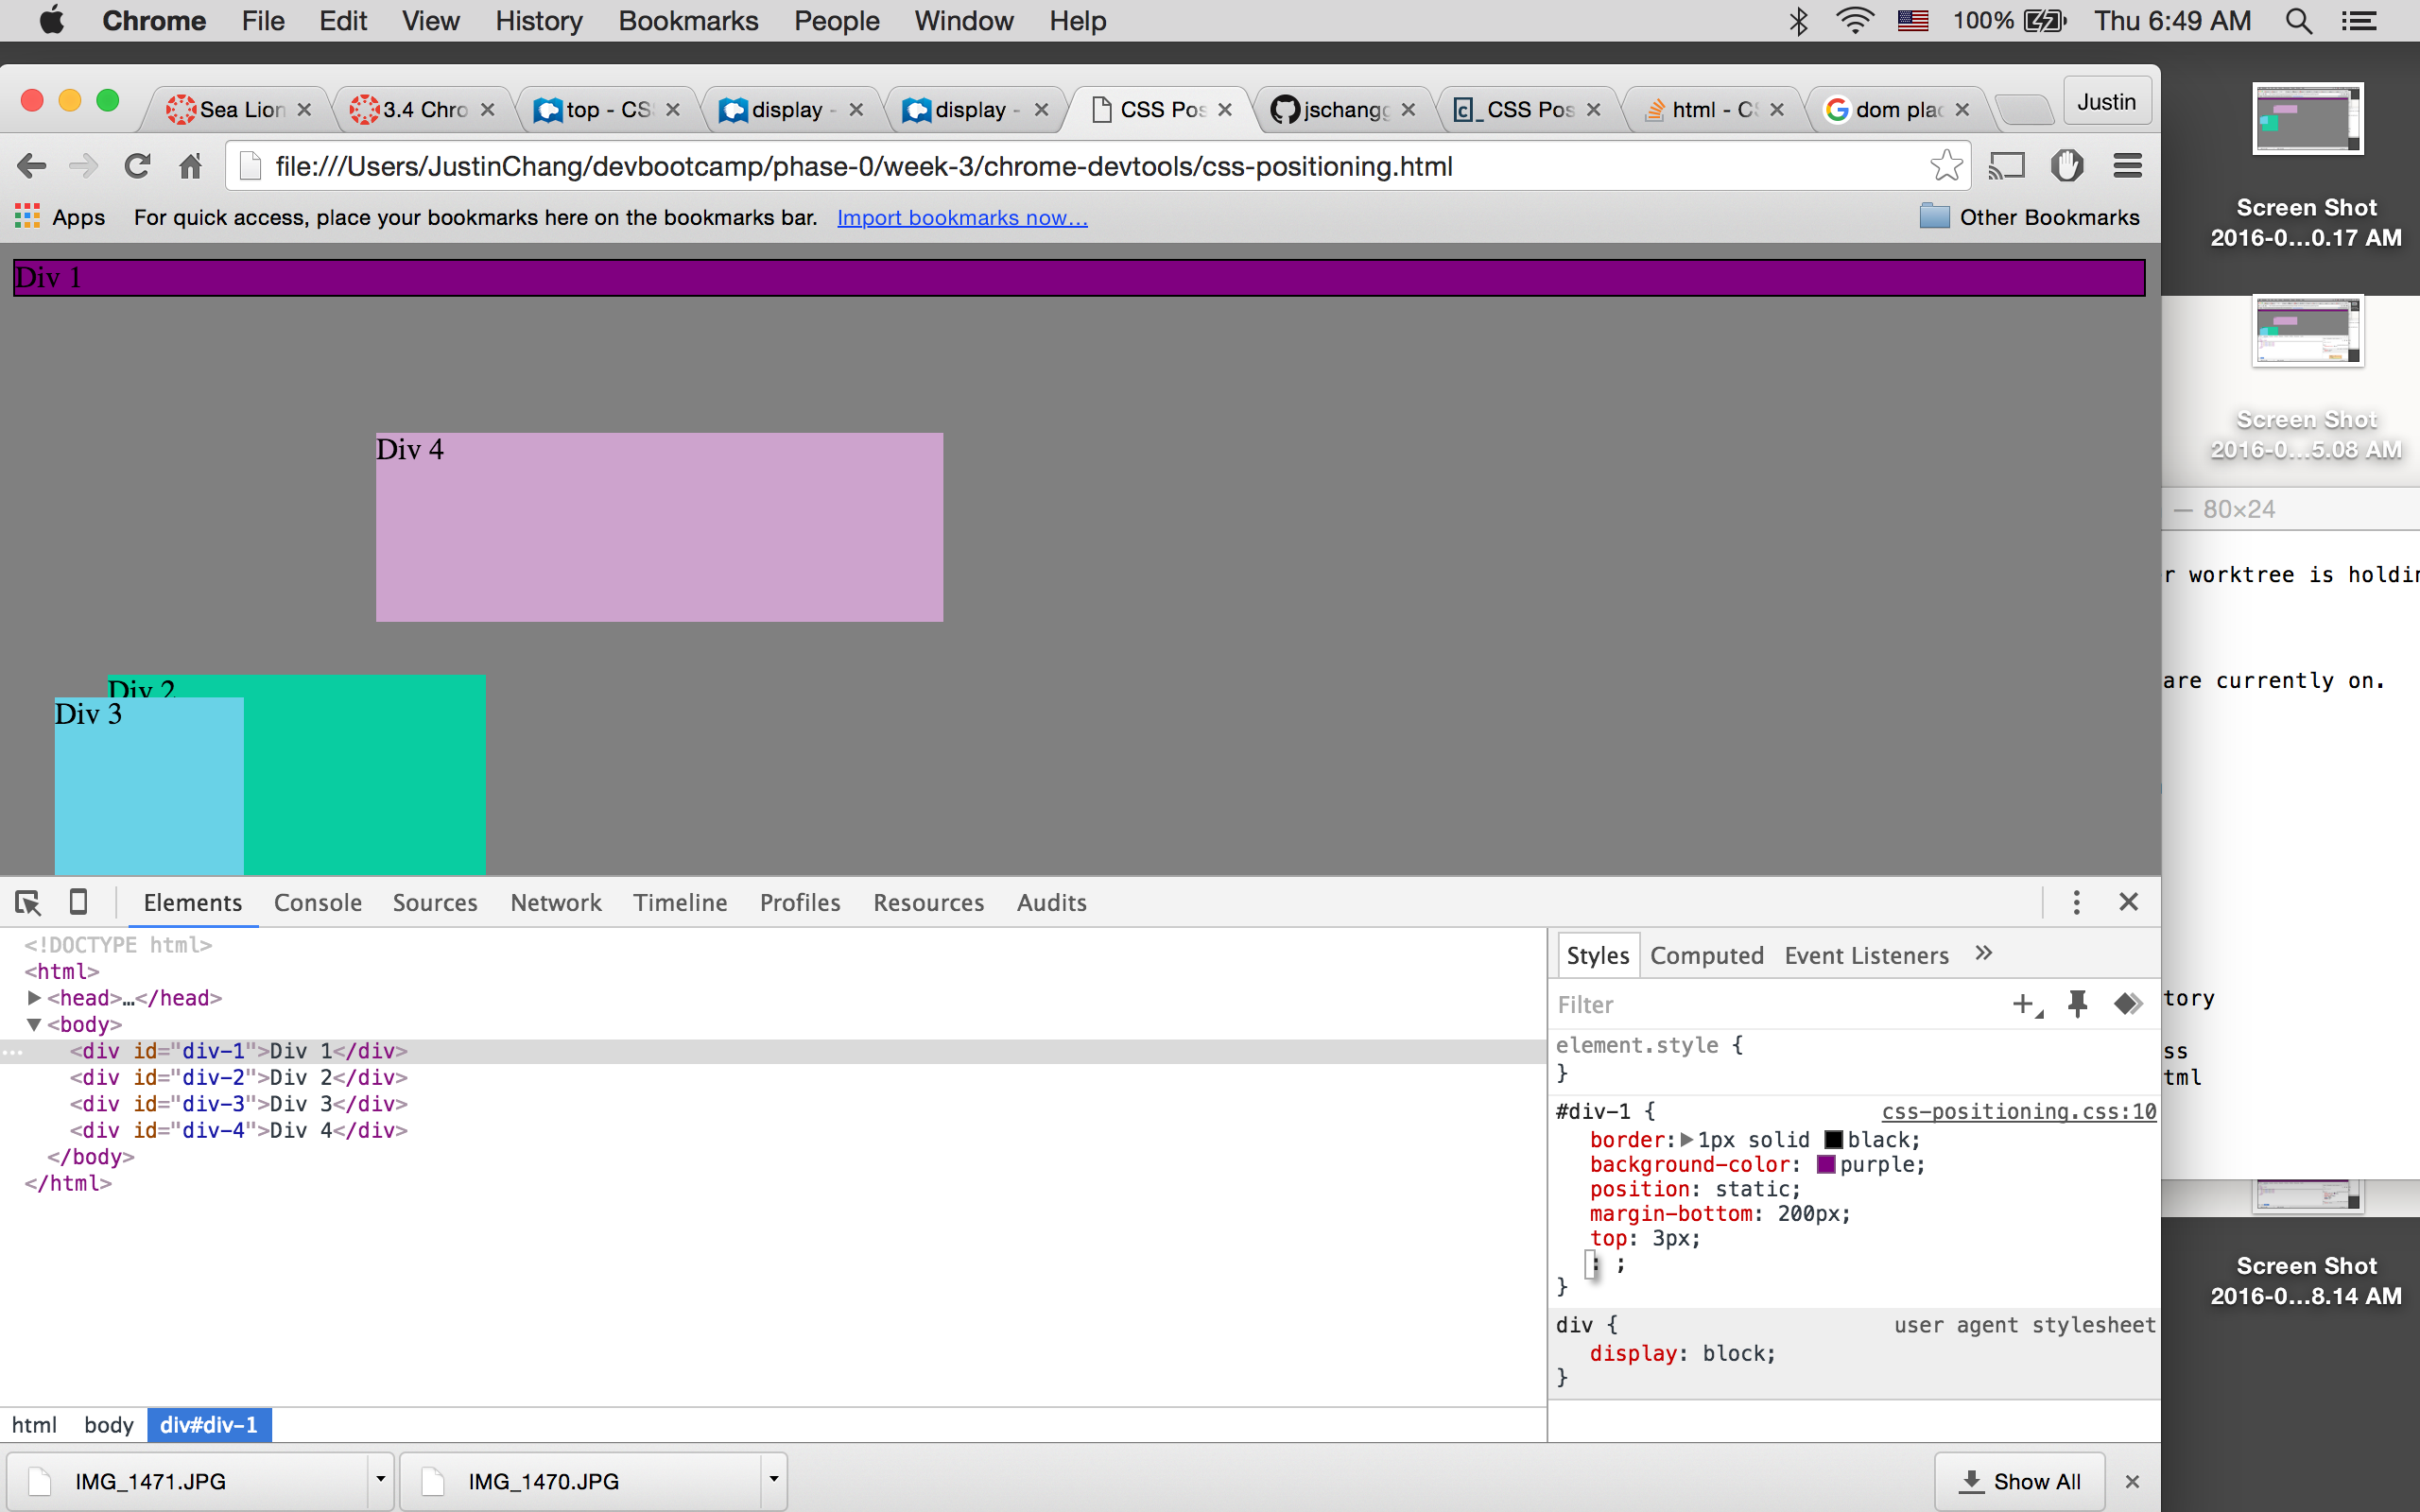 Chrome File Edit View History Bookmarks People Window Help 100% Thu 6:49 AM
Sea Lion 3.4 Chro top - CS display - display - CSS Pos jschangg CSS Pos html - CS dom plac Justin
file:///Users/JustinChang/devbootcamp/phase-0/week-3/chrome-devtools/css-positioning.html
Apps For quick access, place your bookmarks here on the bookmarks bar. Import bookmarks now... Other Bookmarks
Div 1
Div 4
Div 2
Div 3
Elements Console Sources Network Timeline Profiles Resources Audits
<!DOCTYPE html>
<html>
<head>…</head>
<body>
<div id="div-1">Div 1</div>
<div id="div-2">Div 2</div>
<div id="div-3">Div 3</div>
<div id="div-4">Div 4</div>
</body>
</html>
html body div#div-1
Styles Computed Event Listeners »
Filter
element.style {
}
#div-1 { css-positioning.css:10
border: 1px solid black;
background-color: purple;
position: static;
margin-bottom: 200px;
top: 3px;
: ;
}
div { user agent stylesheet
display: block;
}
IMG_1471.JPG IMG_1470.JPG Show All
Screen Shot
2016-0...0.17 AM
Screen Shot
2016-0...5.08 AM
— 80×24
r worktree is holdin
are currently on.
tory
ss
tml
Screen Shot
2016-0...8.14 AM